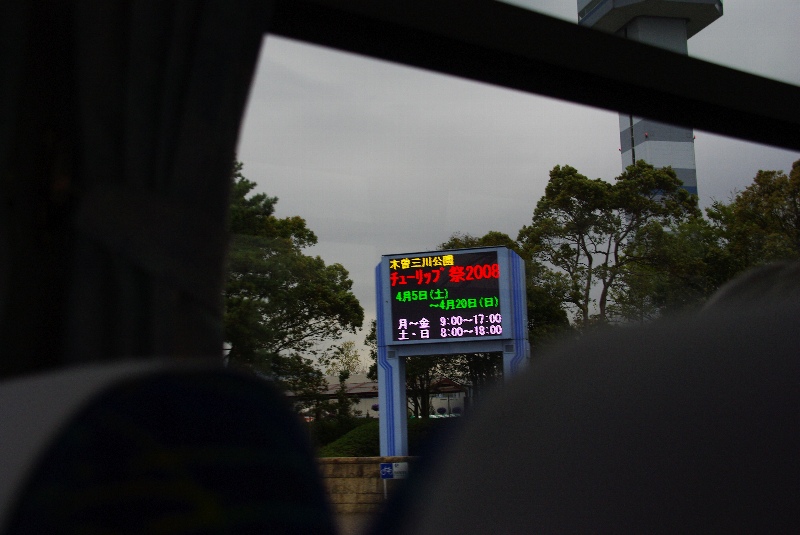 木曽三川公園
チューリップ祭2008
4月5日(土)
～4月20日(日)
月～金 9:00～17:00
土・日 8:00～18:00